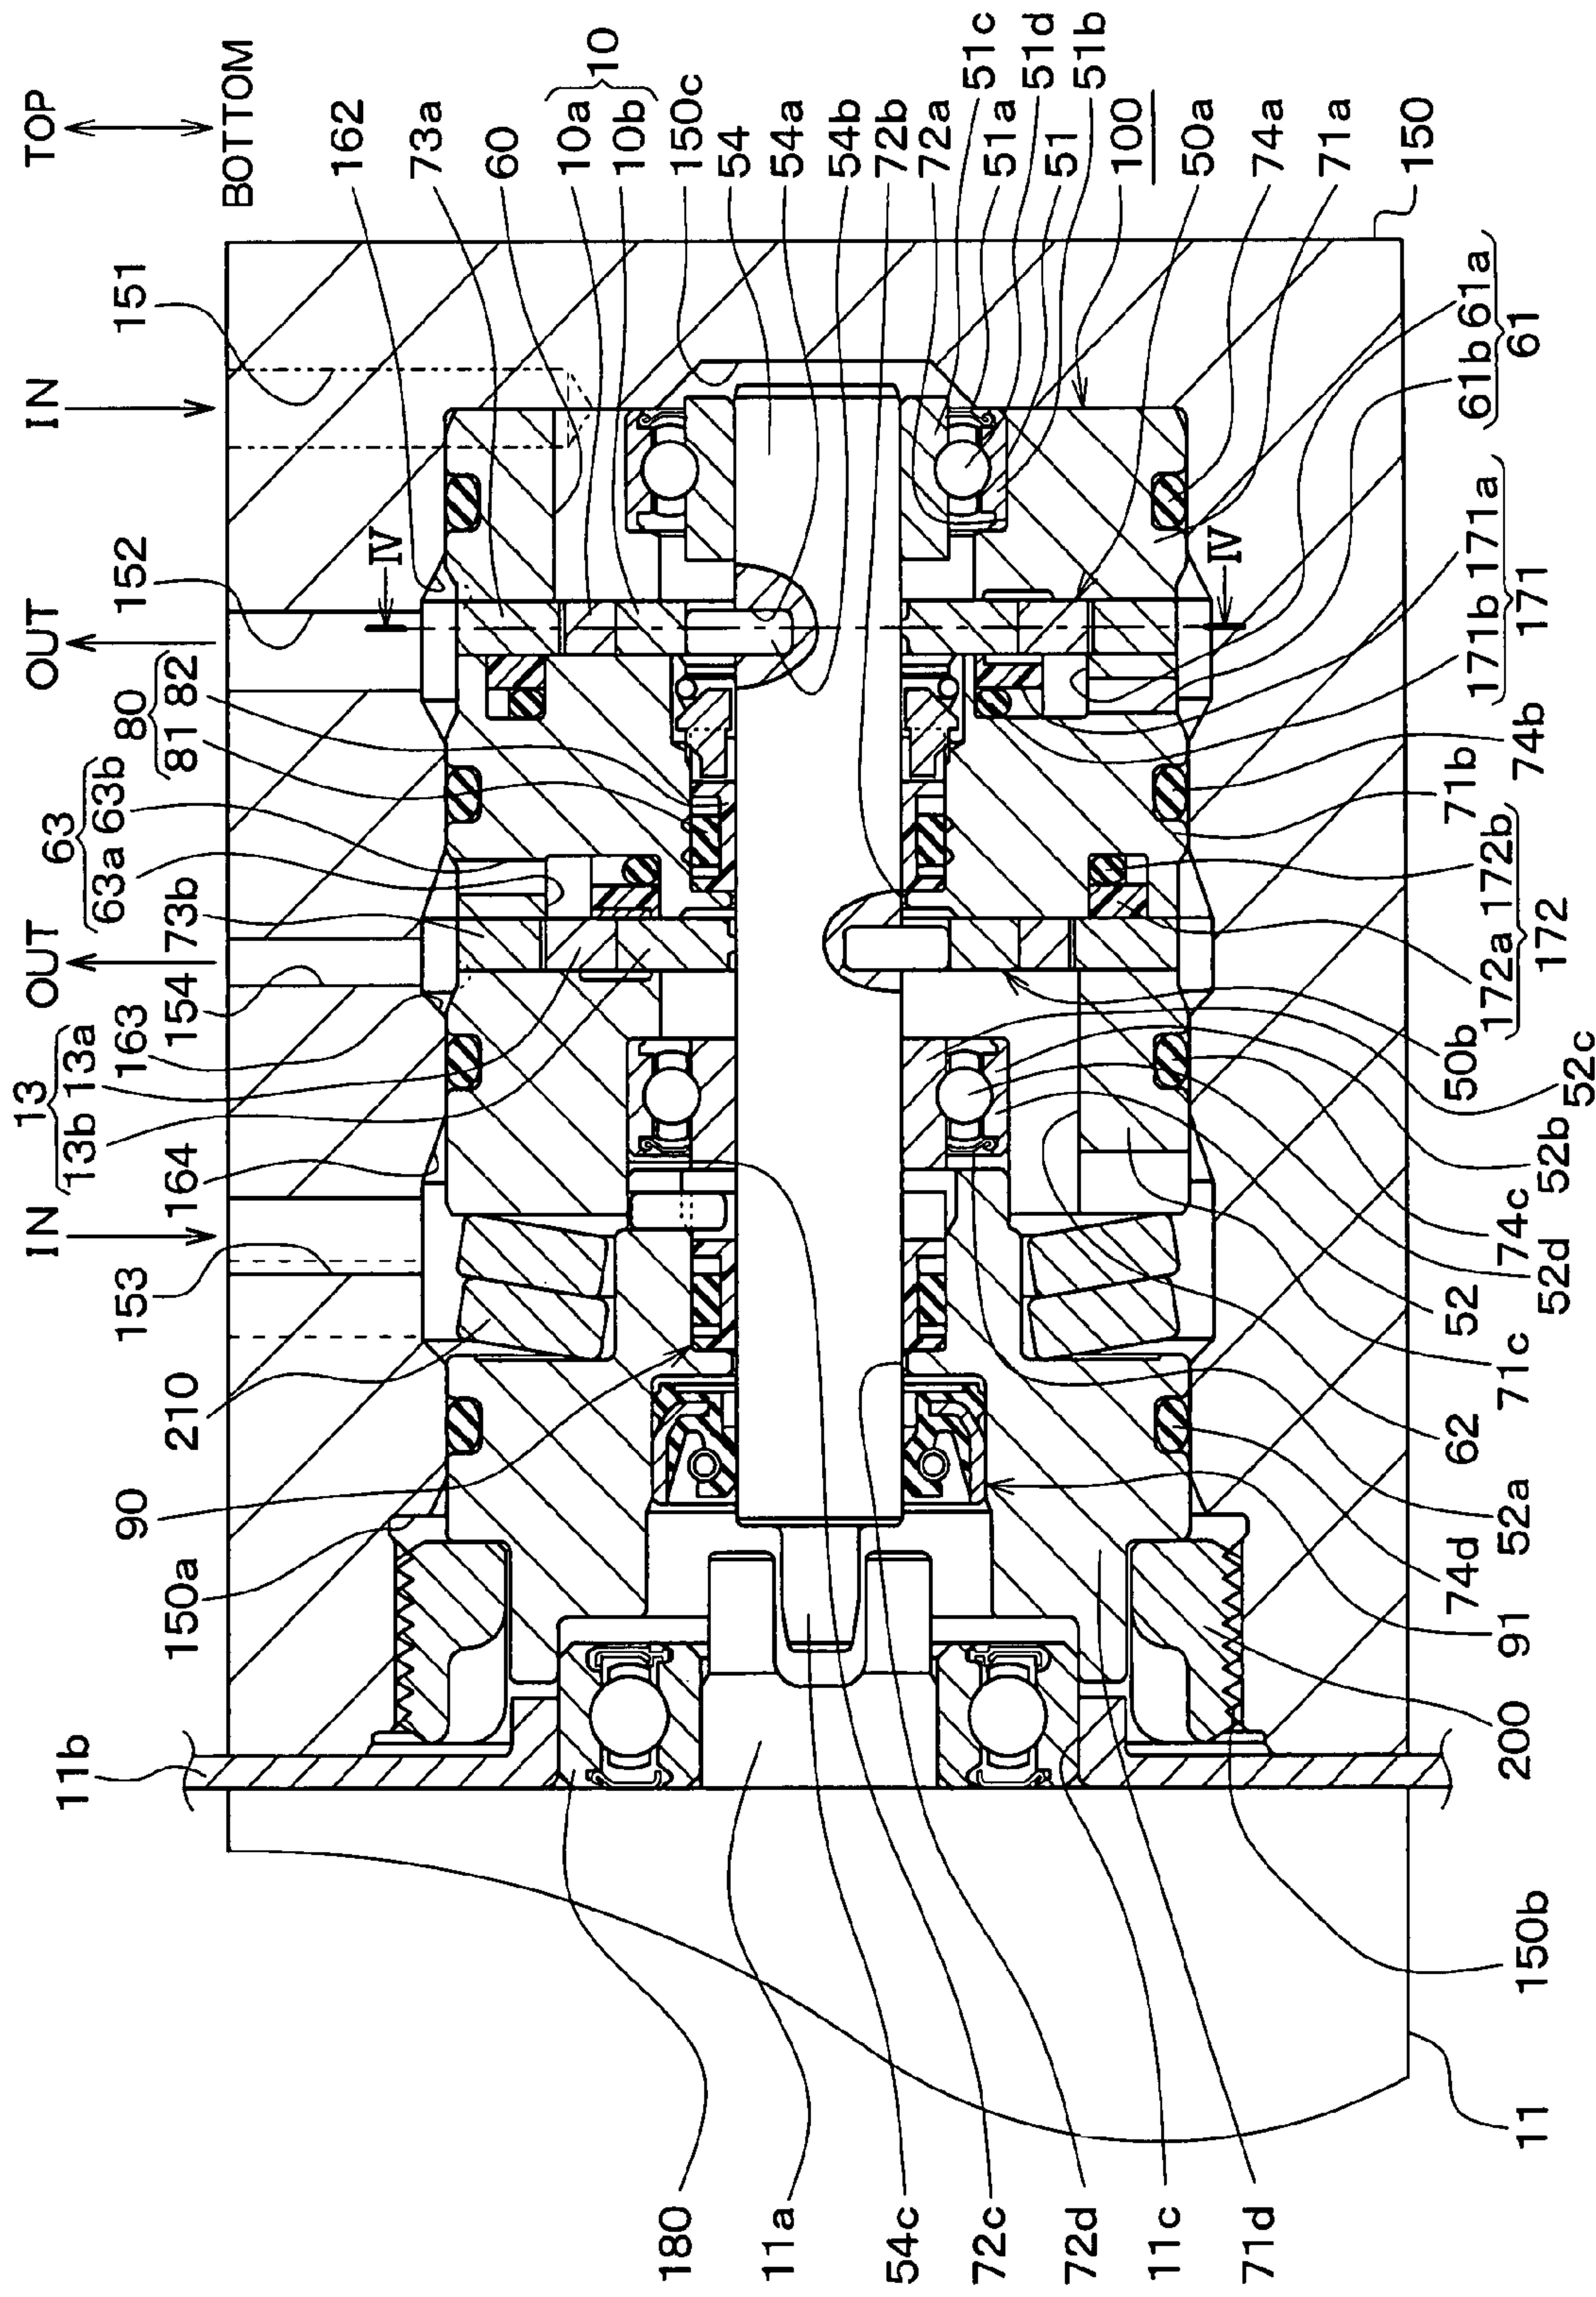 TOP
BOTTOM
IN
OUT
OUT
IN
151
152
80
81 82
63
63a 63b
73b
154
163
13
13b 13a
164
153
210
90
150a
11b
162
73a
60
10a
10b
10
150c
54
54a
54b
72b
72a
51c
51a
51d
51
51b
100
50a
74a
71a
150
IV
IV
61b 61a
61
171b 171a
171
74b
71b
172a 172b
172
50b
52c
52b
74c
52d
52
71c
62
52a
74d
91
200
150b
11
180
11a
54c
72c
72d
11c
71d